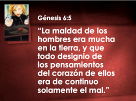 Génesis 6:5
“La maldad de los
hombres era mucha
en la tierra, y que
todo designio de
los pensamientos
del corazón de ellos
era de continuo
solamente el mal.”